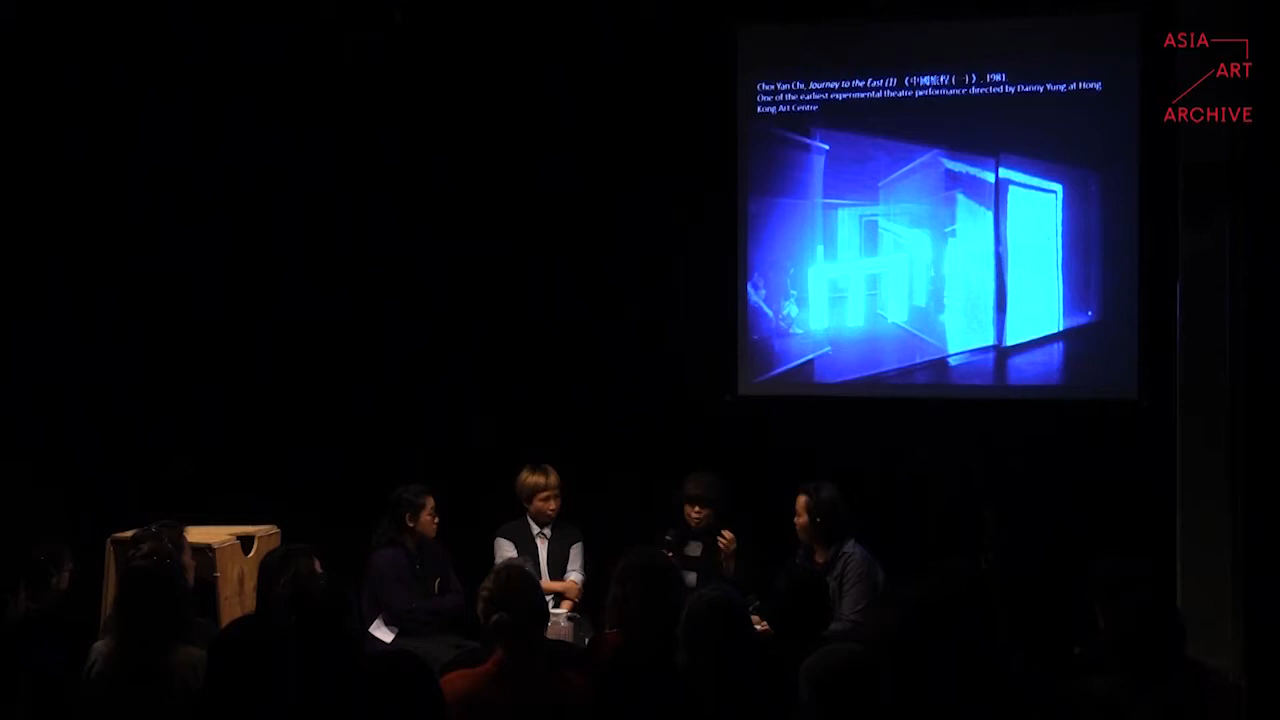 Choi Yan Chi, Journey to the East (1) 《中國旅程 (一) 》, 1981.
One of the earliest experimental theatre performance directed by Danny Yung at Hong
Kong Art Centre
ASIA
ART
ARCHIVE